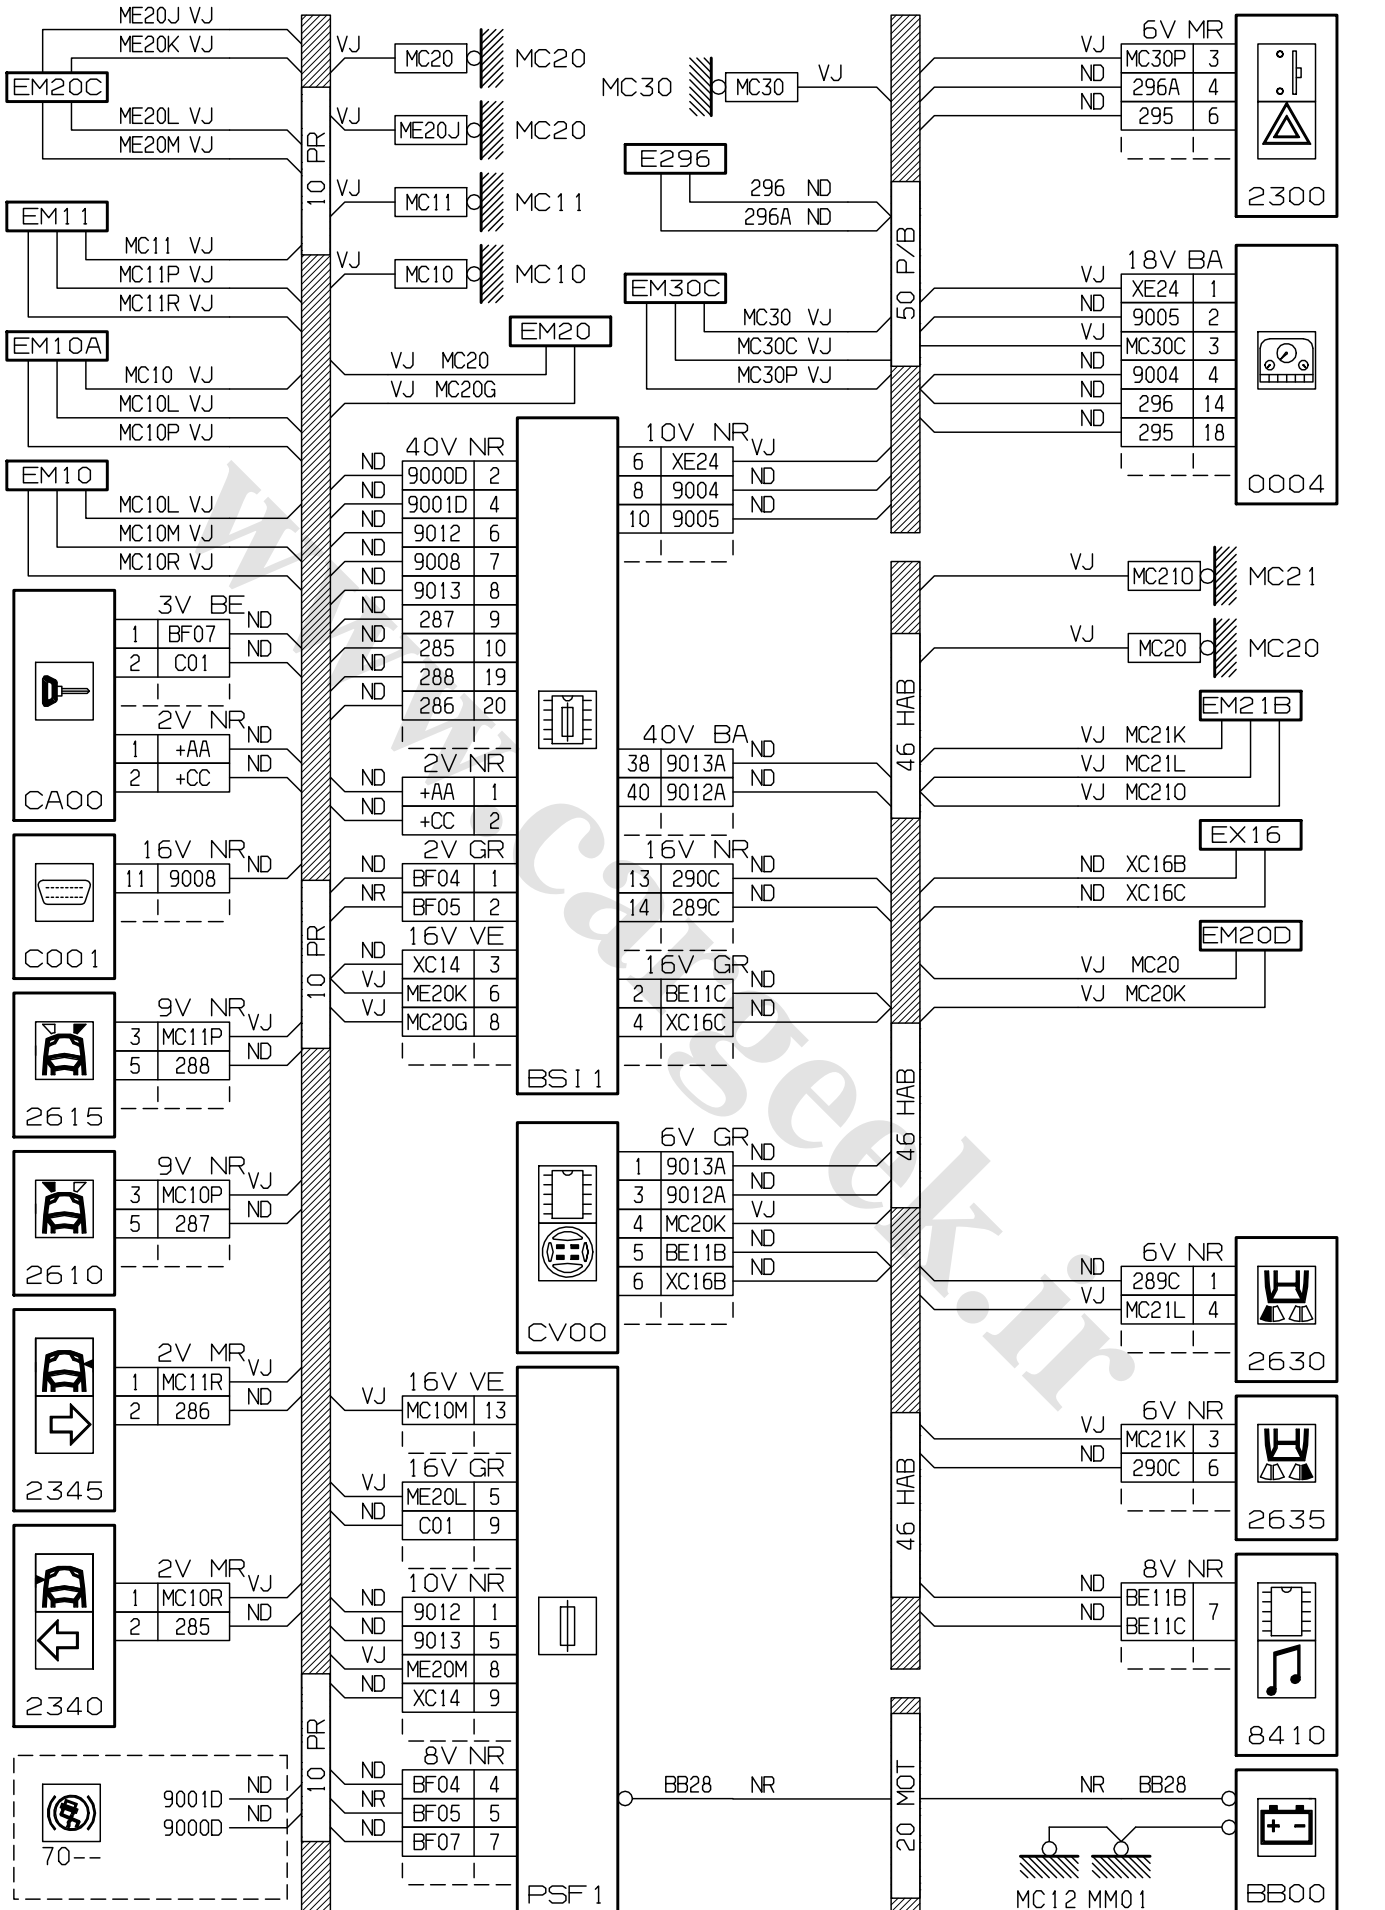 ME20J VJ
ME20K VJ
EM20C
ME20L VJ
ME20M VJ
EM11
MC11 VJ
MC11P VJ
MC11R VJ
EM10A
MC10 VJ
MC10L VJ
MC10P VJ
EM10
MC10L VJ
MC10M VJ
MC10R VJ
3V BE
1 BF07 ND
2 C01 ND
2V NR
1 +AA ND
2 +CC ND
CA00
16V NR
11 9008 ND
C001
9V NR
3 MC11P VJ
5 288 ND
2615
9V NR
3 MC10P VJ
5 287 ND
2610
2V MR
1 MC11R VJ
2 286 ND
2345
2V MR
1 MC10R VJ
2 285 ND
2340
9001D ND
9000D ND
70--
10 PR
10 PR
10 PR
VJ MC20 MC20
VJ ME20J MC20
VJ MC11 MC11
VJ MC10 MC10
EM20
VJ MC20
VJ MC20G
40V NR
ND 9000D 2
ND 9001D 4
ND 9012 6
ND 9008 7
ND 9013 8
ND 287 9
ND 285 10
ND 288 19
ND 286 20
2V NR
ND +AA 1
ND +CC 2
2V GR
ND BF04 1
NR BF05 2
16V VE
ND XC14 3
VJ ME20K 6
VJ MC20G 8
BSI1
10V NR
6 XE24 VJ
8 9004 ND
10 9005 ND
40V BA
38 9013A ND
40 9012A ND
16V NR
13 290C ND
14 289C ND
16V GR
2 BE11C ND
4 XC16C ND
6V GR
1 9013A ND
3 9012A ND
4 MC20K VJ
5 BE11B ND
6 XC16B ND
CV00
16V VE
VJ MC10M 13
16V GR
VJ ME20L 5
ND C01 9
10V NR
ND 9012 1
ND 9013 5
VJ ME20M 8
ND XC14 9
8V NR
ND BF04 4
NR BF05 5
ND BF07 7
PSF1
BB28 NR
MC30 MC30 VJ
E296
296 ND
296A ND
EM30C
MC30 VJ
MC30C VJ
MC30P VJ
50 P/B
46 HAB
46 HAB
46 HAB
20 MOT
6V MR
VJ MC30P 3
ND 296A 4
ND 295 6
2300
18V BA
VJ XE24 1
ND 9005 2
VJ MC30C 3
ND 9004 4
ND 296 14
ND 295 18
0004
VJ MC210 MC21
VJ MC20 MC20
EM21B
VJ MC21K
VJ MC21L
VJ MC210
EX16
ND XC16B
ND XC16C
EM20D
VJ MC20
VJ MC20K
6V NR
ND 289C 1
VJ MC21L 4
2630
6V NR
VJ MC21K 3
ND 290C 6
2635
8V NR
ND BE11B 7
ND BE11C
8410
NR BB28
MC12 MM01
BB00
www.cargeek.ir